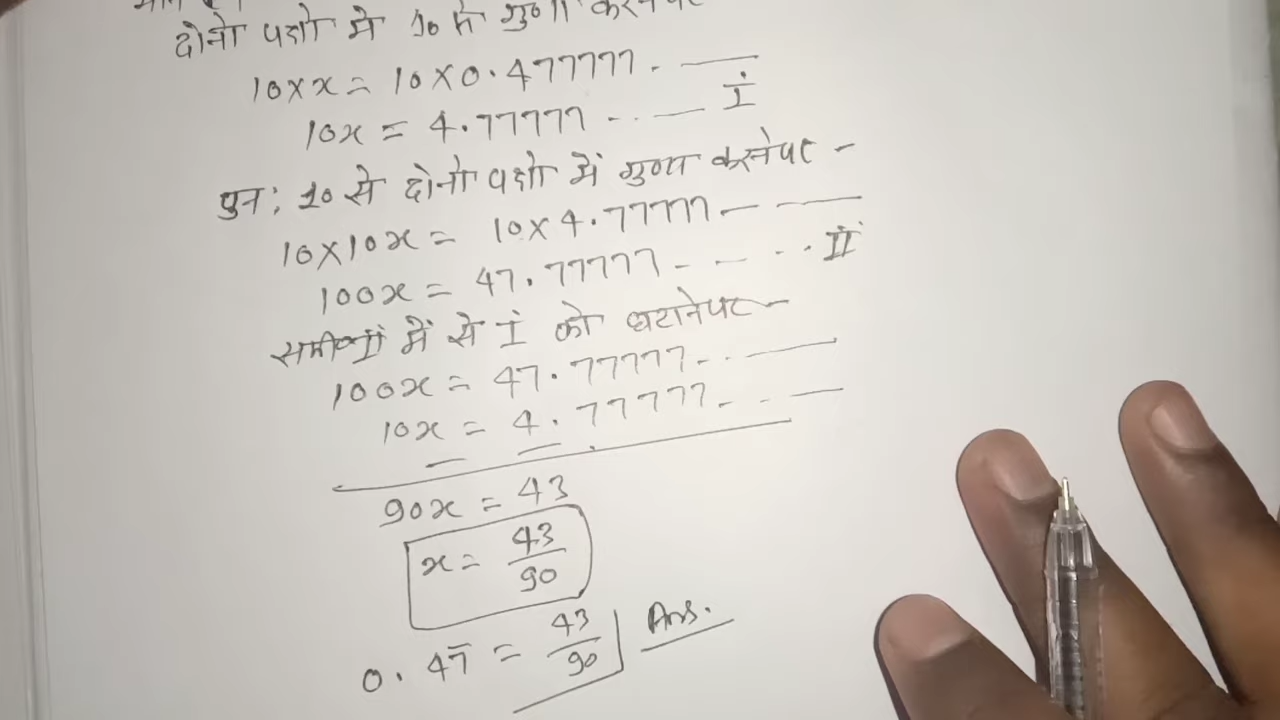 दोनो पक्षो मे 10 से गुणा करनेपर
10×x = 10×0.477777. ——
10x = 4.77777 - .. —— I
पुन: 10 से दोनो पक्षो में गुणा करनेपर -
10×10x = 10×4.77777 — ——
100x = 47.77777 - - - .. II
समी० II में से I को घटानेपर -
100x = 47.77777 - .. ——
10x = 4.77777 - .. —
— —
90x = 43
x = 43/90
0.47̅ = 43/90 Ans.